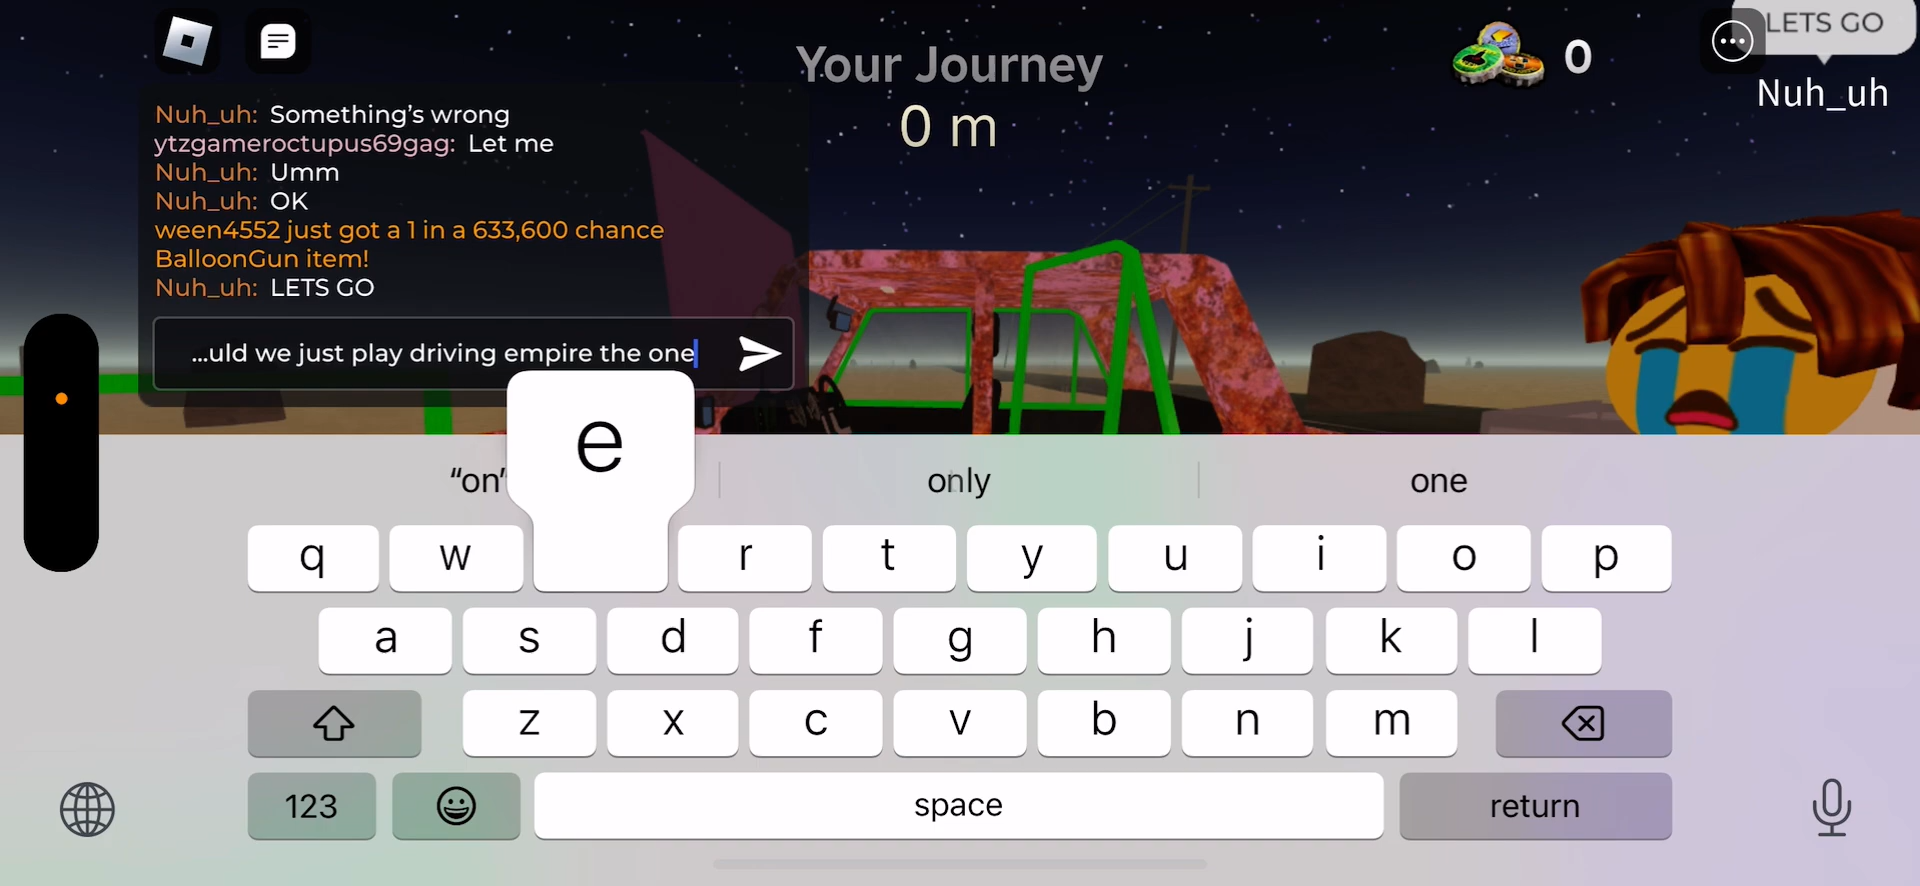 Your Journey
0 m
0
LETS GO
Nuh_uh
Nuh_uh: Something's wrong
ytzgameroctupus69gag: Let me
Nuh_uh: Umm
Nuh_uh: OK
ween4552 just got a 1 in a 633,600 chance
BalloonGun item!
Nuh_uh: LETS GO
...uld we just play driving empire the one
e
“on” only one
q w r t y u i o p
a s d f g h j k l
z x c v b n m
123 space return